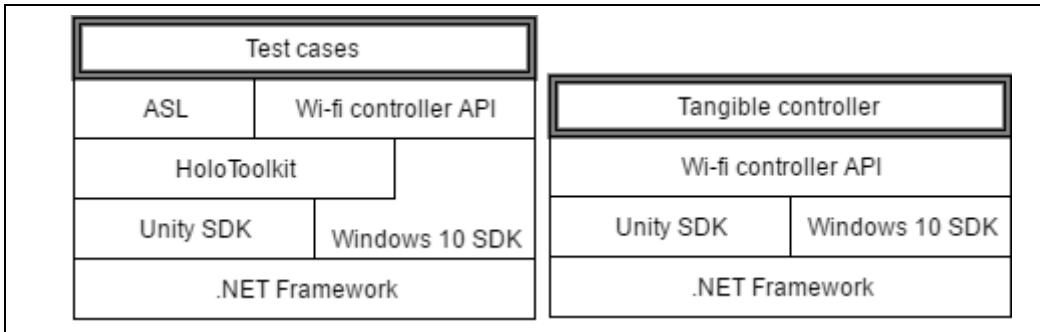 Test cases
ASL
Wi-fi controller API
HoloToolkit
Unity SDK
Windows 10 SDK
.NET Framework
Tangible controller
Wi-fi controller API
Unity SDK
Windows 10 SDK
.NET Framework